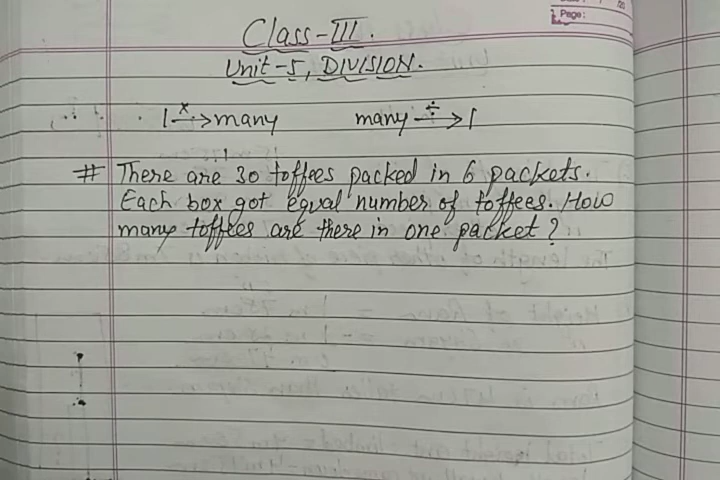 Page:
Class-III.
Unit-5, DIVISION.
1 ×→ many many ÷→ 1
# There are 30 toffees packed in 6 packets.
Each box got equal number of toffees. How
many toffees are there in one packet?